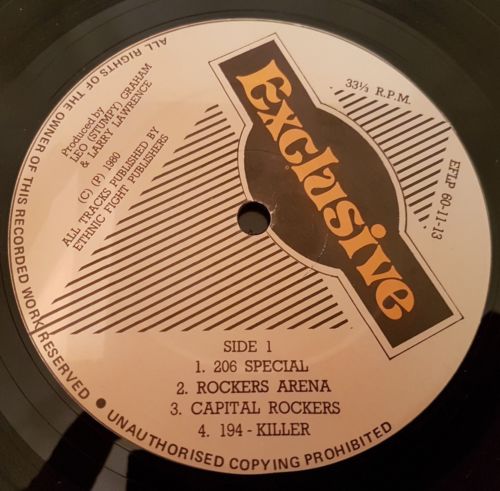 Exclusive
33⅓ R.P.M.
EFLP 60-11-13
Produced by
LEO (STUMPY) GRAHAM
& LARRY LAWRENCE
(C) (P) 1980
ALL TRACKS PUBLISHED BY
ETHNIC FIGHT PUBLISHERS
SIDE 1
1. 206 SPECIAL
2. ROCKERS ARENA
3. CAPITAL ROCKERS
4. 194 - KILLER
ALL RIGHTS OF THE OWNER OF THIS RECORDED WORK RESERVED ● UNAUTHORISED COPYING PROHIBITED